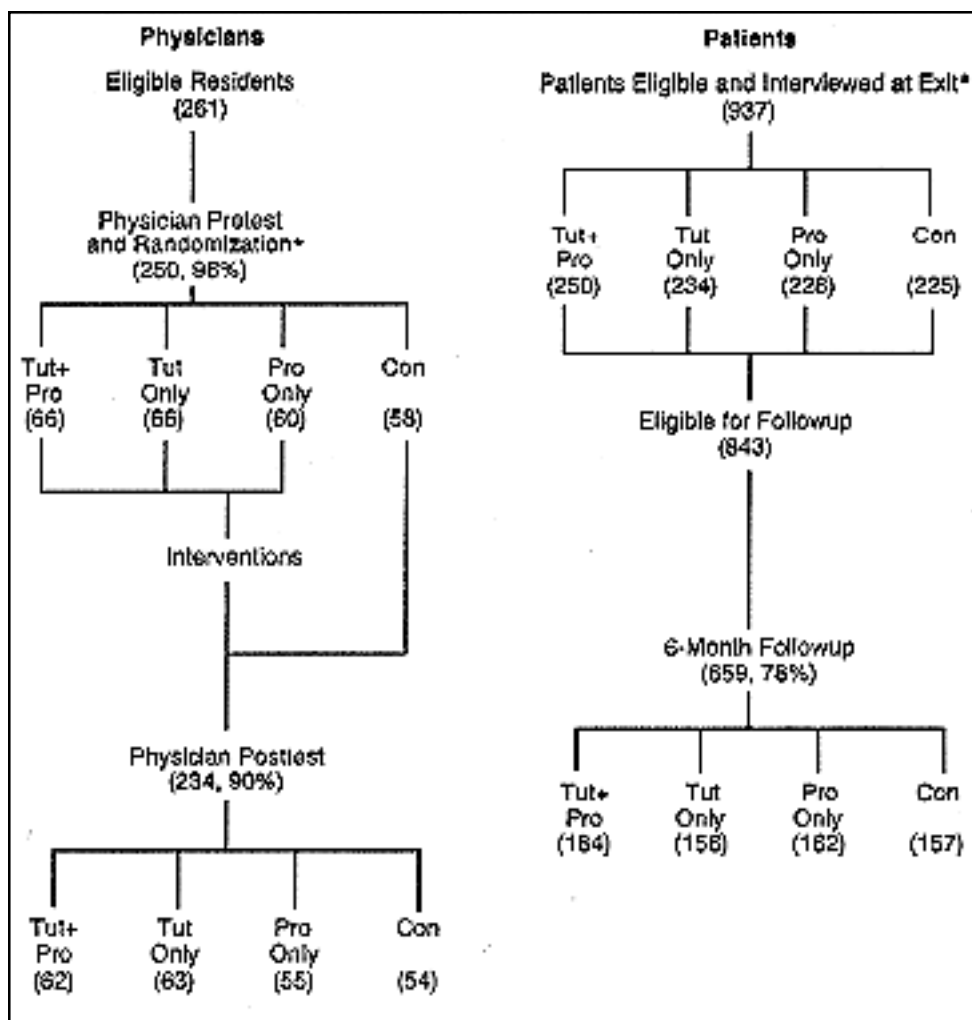 Physicians
Eligible Residents
(261)
Physician Pretest
and Randomization*
(250, 96%)
Tut+
Pro
(66)
Tut
Only
(66)
Pro
Only
(60)
Con
(58)
Interventions
Physician Posttest
(234, 90%)
Tut+
Pro
(62)
Tut
Only
(63)
Pro
Only
(55)
Con
(54)
Patients
Patients Eligible and Interviewed at Exit*
(937)
Tut+
Pro
(250)
Tut
Only
(234)
Pro
Only
(228)
Con
(225)
Eligible for Followup
(843)
6-Month Followup
(659, 78%)
Tut+
Pro
(184)
Tut
Only
(156)
Pro
Only
(162)
Con
(157)